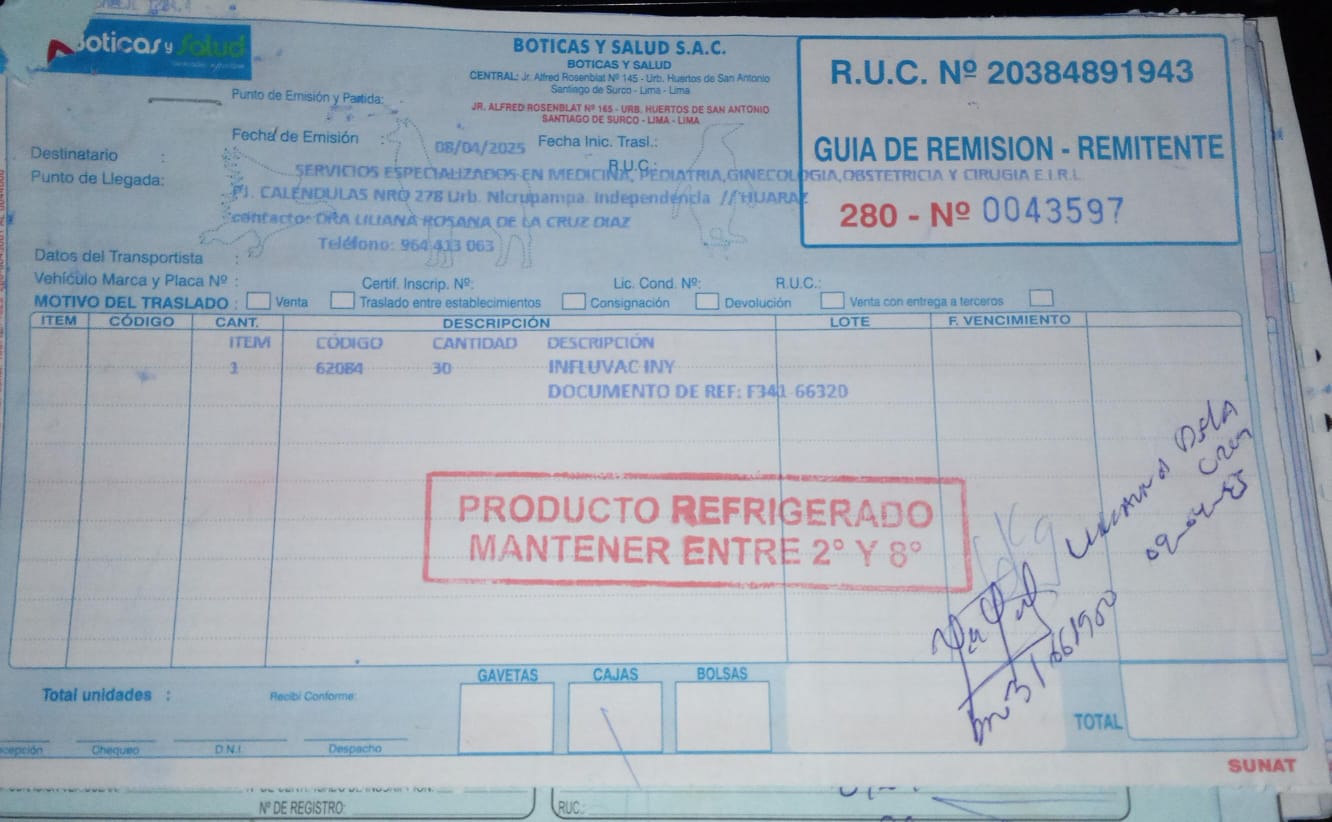 Boticas y Salud
BOTICAS Y SALUD S.A.C.
BOTICAS Y SALUD
CENTRAL: Jr. Alfred Rosenblat Nº 145 - Urb. Huertos de San Antonio
Santiago de Surco - Lima - Lima
JR. ALFRED ROSENBLAT Nº 165 - URB. HUERTOS DE SAN ANTONIO
SANTIAGO DE SURCO - LIMA - LIMA
R.U.C. Nº 20384891943
GUIA DE REMISION - REMITENTE
280 - Nº 0043597
Punto de Emisión y Partida:
Fecha de Emisión 08/04/2025 Fecha Inic. Trasl.:
Destinatario : R.U.C.:
SERVICIOS ESPECIALIZADOS EN MEDICINA, PEDIATRIA,GINECOLOGIA,OBSTETRICIA Y CIRUGIA E.I.R.L
Punto de Llegada:
PJ. CALÉNDULAS NRO 278 Urb. Nicrupampa. Independencia // HUARAZ
contacto: DRA LILIANA ROSANA DE LA CRUZ DIAZ
Teléfono: 964 413 063
Datos del Transportista :
Vehículo Marca y Placa Nº : Certif. Inscrip. Nº: Lic. Cond. Nº: R.U.C.:
MOTIVO DEL TRASLADO : Venta Traslado entre establecimientos Consignación Devolución Venta con entrega a terceros
ITEM CÓDIGO CANT. DESCRIPCIÓN LOTE F. VENCIMIENTO
ITEM CÓDIGO CANTIDAD DESCRIPCIÓN
1 62084 30 INFLUVAC INY
DOCUMENTO DE REF: F341-66320
PRODUCTO REFRIGERADO
MANTENER ENTRE 2° Y 8°
GAVETAS CAJAS BOLSAS
Total unidades : Recibí Conforme:
Chequeo D.N.I. Despacho
TOTAL
SUNAT
Nº DE REGISTRO: RUC.: